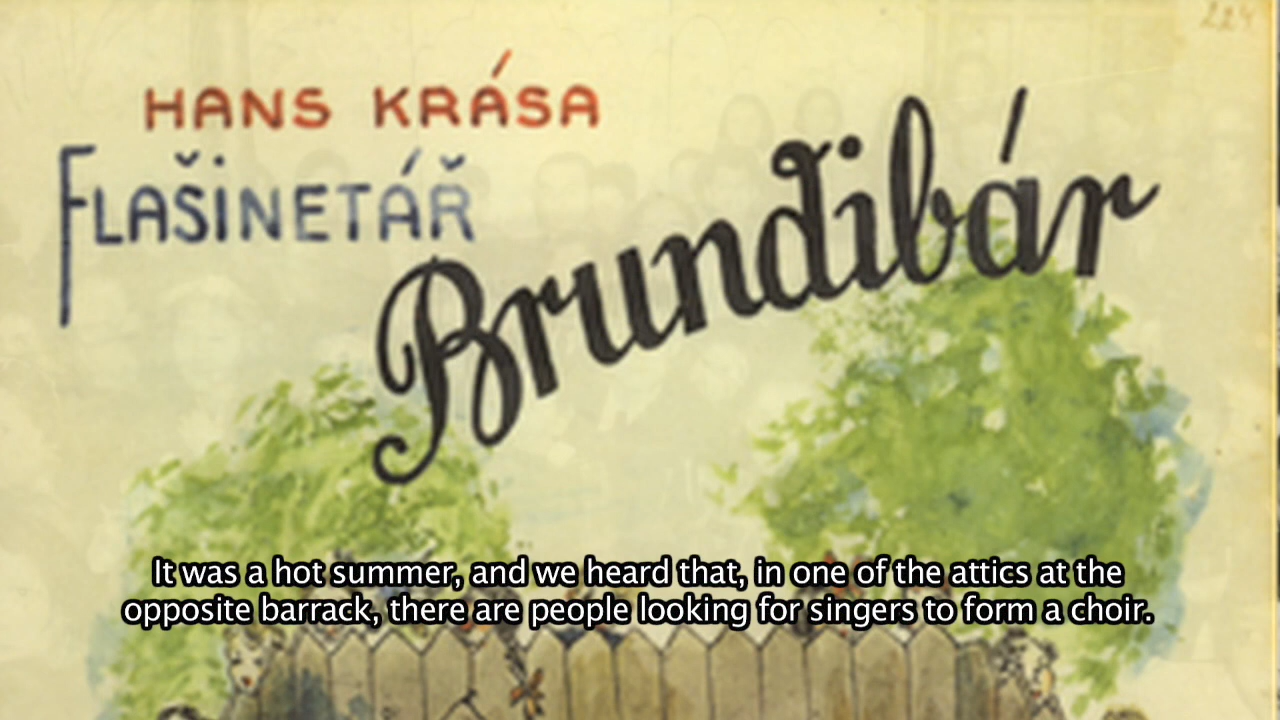 224
HANS KRÁSA
FLAŠINETÁŘ
Brundibár
It was a hot summer, and we heard that, in one of the attics at the
opposite barrack, there are people looking for singers to form a choir.